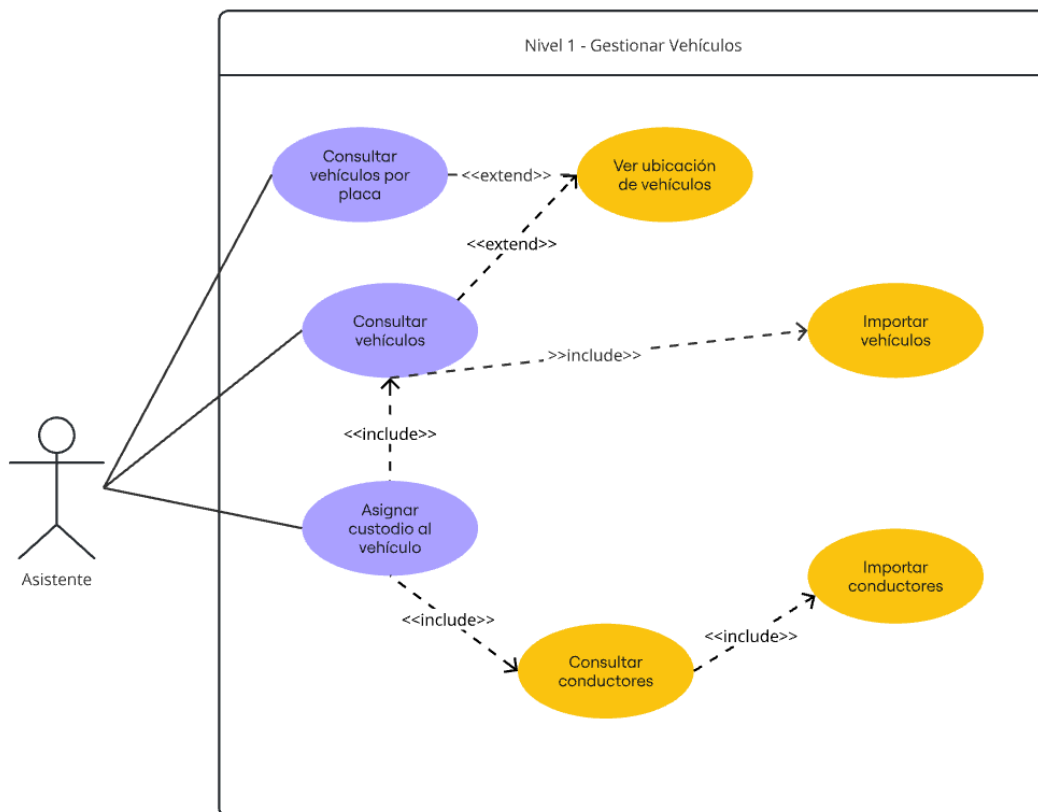 Nivel 1 - Gestionar Vehículos
Consultar
vehículos por
placa
<<extend>>
Ver ubicación
de vehículos
<<extend>>
Consultar
vehículos
>>include>>
Importar
vehículos
<<include>>
Asignar
custodio al
vehículo
Asistente
<<include>>
Consultar
conductores
<<include>>
Importar
conductores